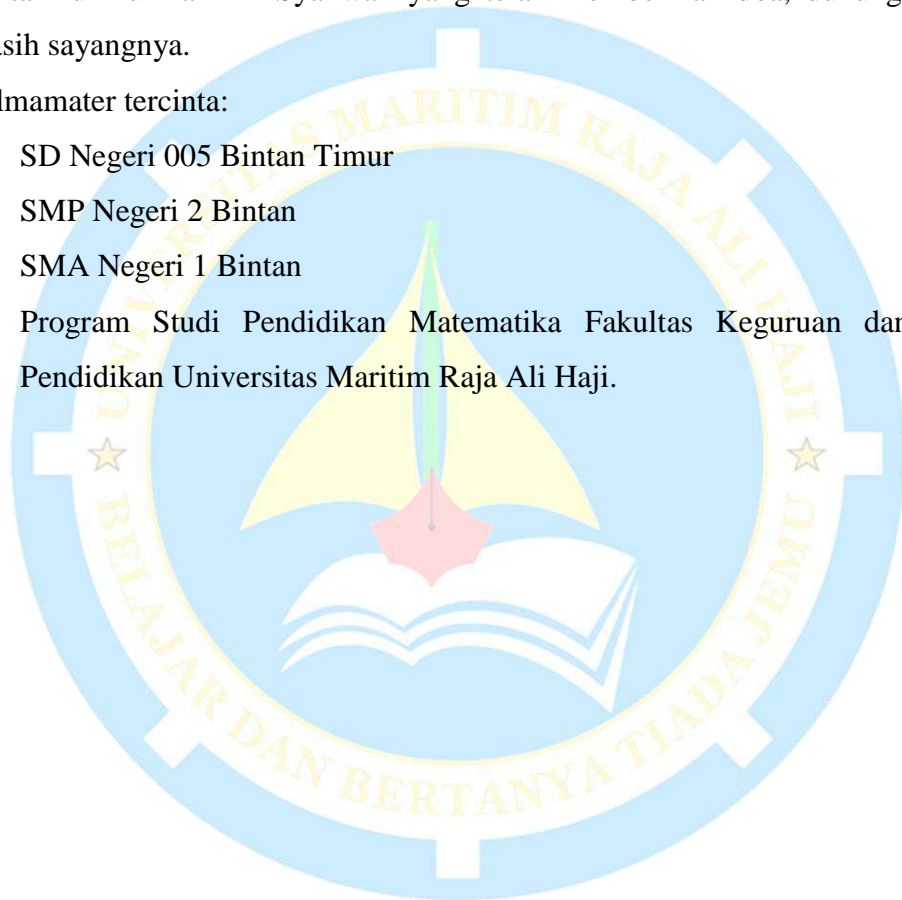 asih sayangnya.
lmamater tercinta:
SD Negeri 005 Bintan Timur
SMP Negeri 2 Bintan
SMA Negeri 1 Bintan
Program Studi Pendidikan Matematika Fakultas Keguruan dan
Pendidikan Universitas Maritim Raja Ali Haji.
UNIVERSITAS MARITIM RAJA ALI HAJI
BELAJAR DAN BERTANYA TIADA JEMU